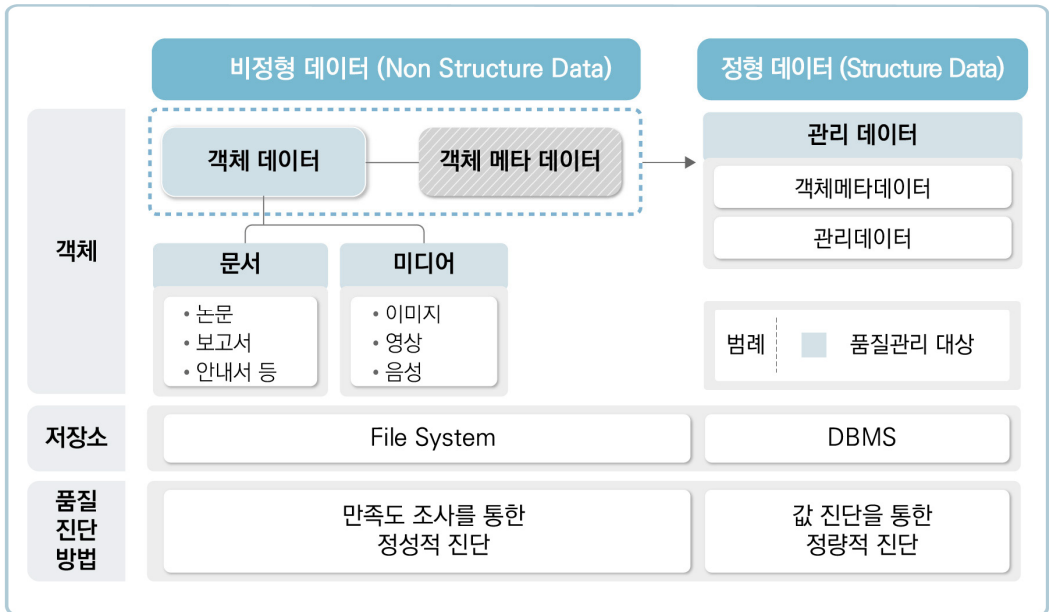 비정형 데이터 (Non Structure Data)
정형 데이터 (Structure Data)
객체
객체 데이터
객체 메타 데이터
문서
• 논문
• 보고서
• 안내서 등
미디어
• 이미지
• 영상
• 음성
관리 데이터
객체메타데이터
관리데이터
범례
품질관리 대상
저장소
File System
DBMS
품질
진단
방법
만족도 조사를 통한
정성적 진단
값 진단을 통한
정량적 진단